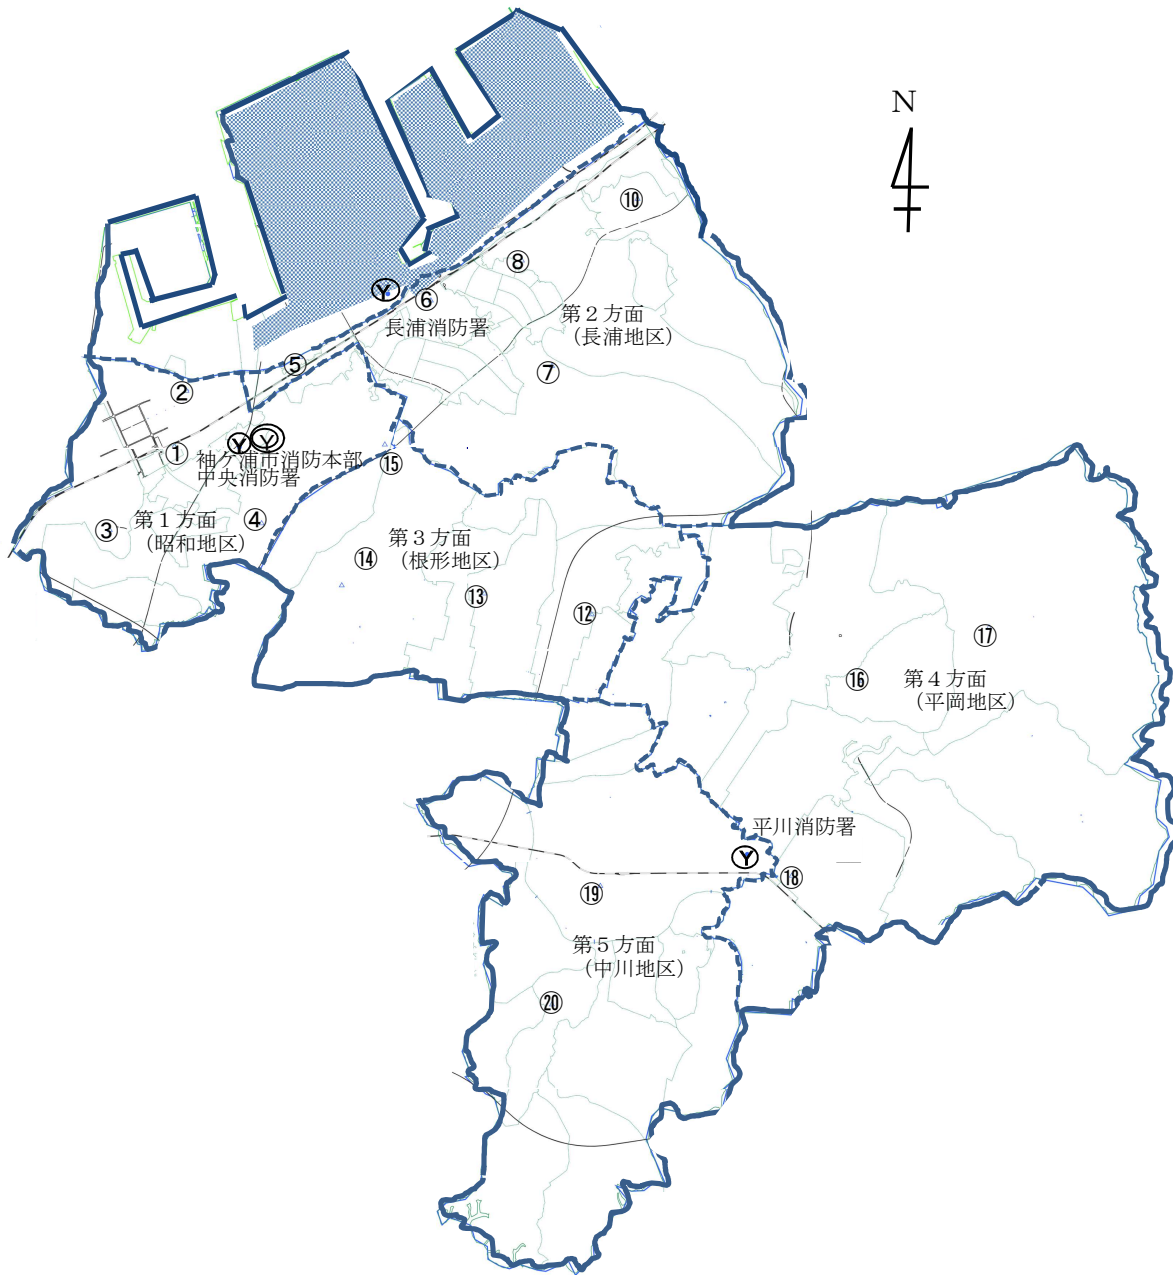 N
⑩
⑧
Y
⑥
長浦消防署
第２方面
（長浦地区）
⑤
⑦
②
①
Y
Y
袖ケ浦市消防本部
中央消防署
⑮
③
第１方面
（昭和地区）
④
第３方面
（根形地区）
⑭
⑬
⑫
⑰
⑯
第４方面
（平岡地区）
平川消防署
Y
⑱
⑲
第５方面
（中川地区）
⑳